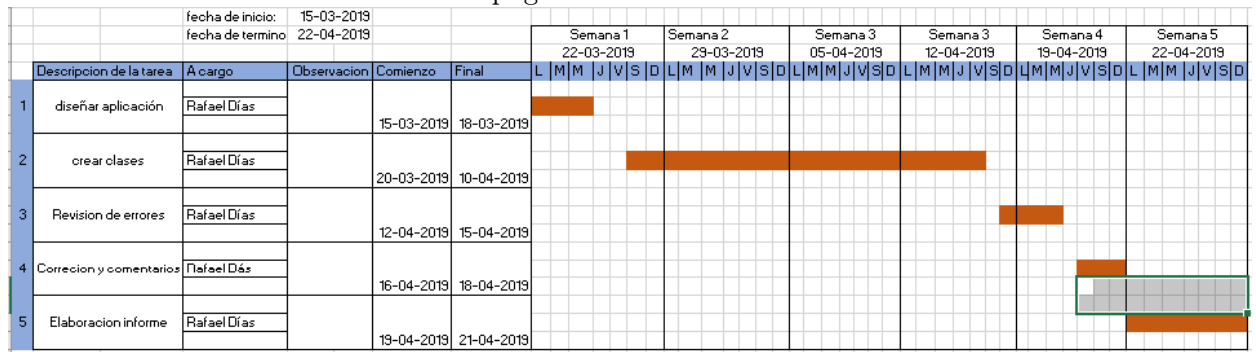 fecha de inicio: 15-03-2019
fecha de termino 22-04-2019
Semana 1 Semana 2 Semana 3 Semana 3 Semana 4 Semana 5
22-03-2019 29-03-2019 05-04-2019 12-04-2019 19-04-2019 22-04-2019
Descripcion de la tarea A cargo Observacion Comienzo Final L M M J V S D L M M J V S D L M M J V S D L M M J V S D L M M J V S D L M M J V S D
1 diseñar aplicación Rafael Días
15-03-2019 18-03-2019
2 crear clases Rafael Días
20-03-2019 10-04-2019
3 Revision de errores Rafael Días
12-04-2019 15-04-2019
4 Correcion y comentarios Rafael Dás
16-04-2019 18-04-2019
5 Elaboracion informe Rafael Días
19-04-2019 21-04-2019